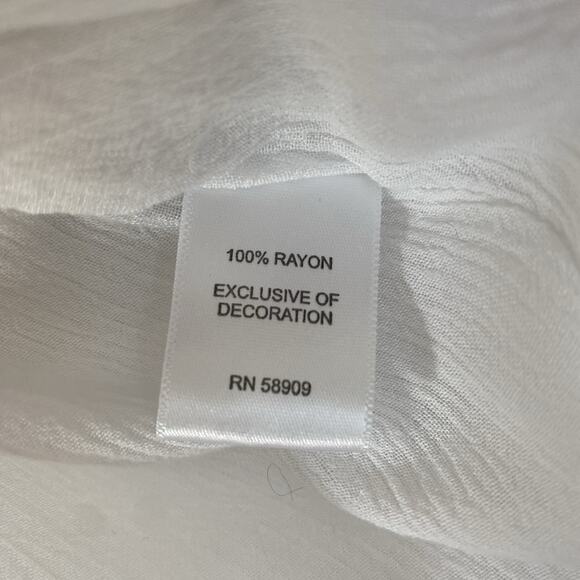 100% RAYON
EXCLUSIVE OF
DECORATION
RN 58909